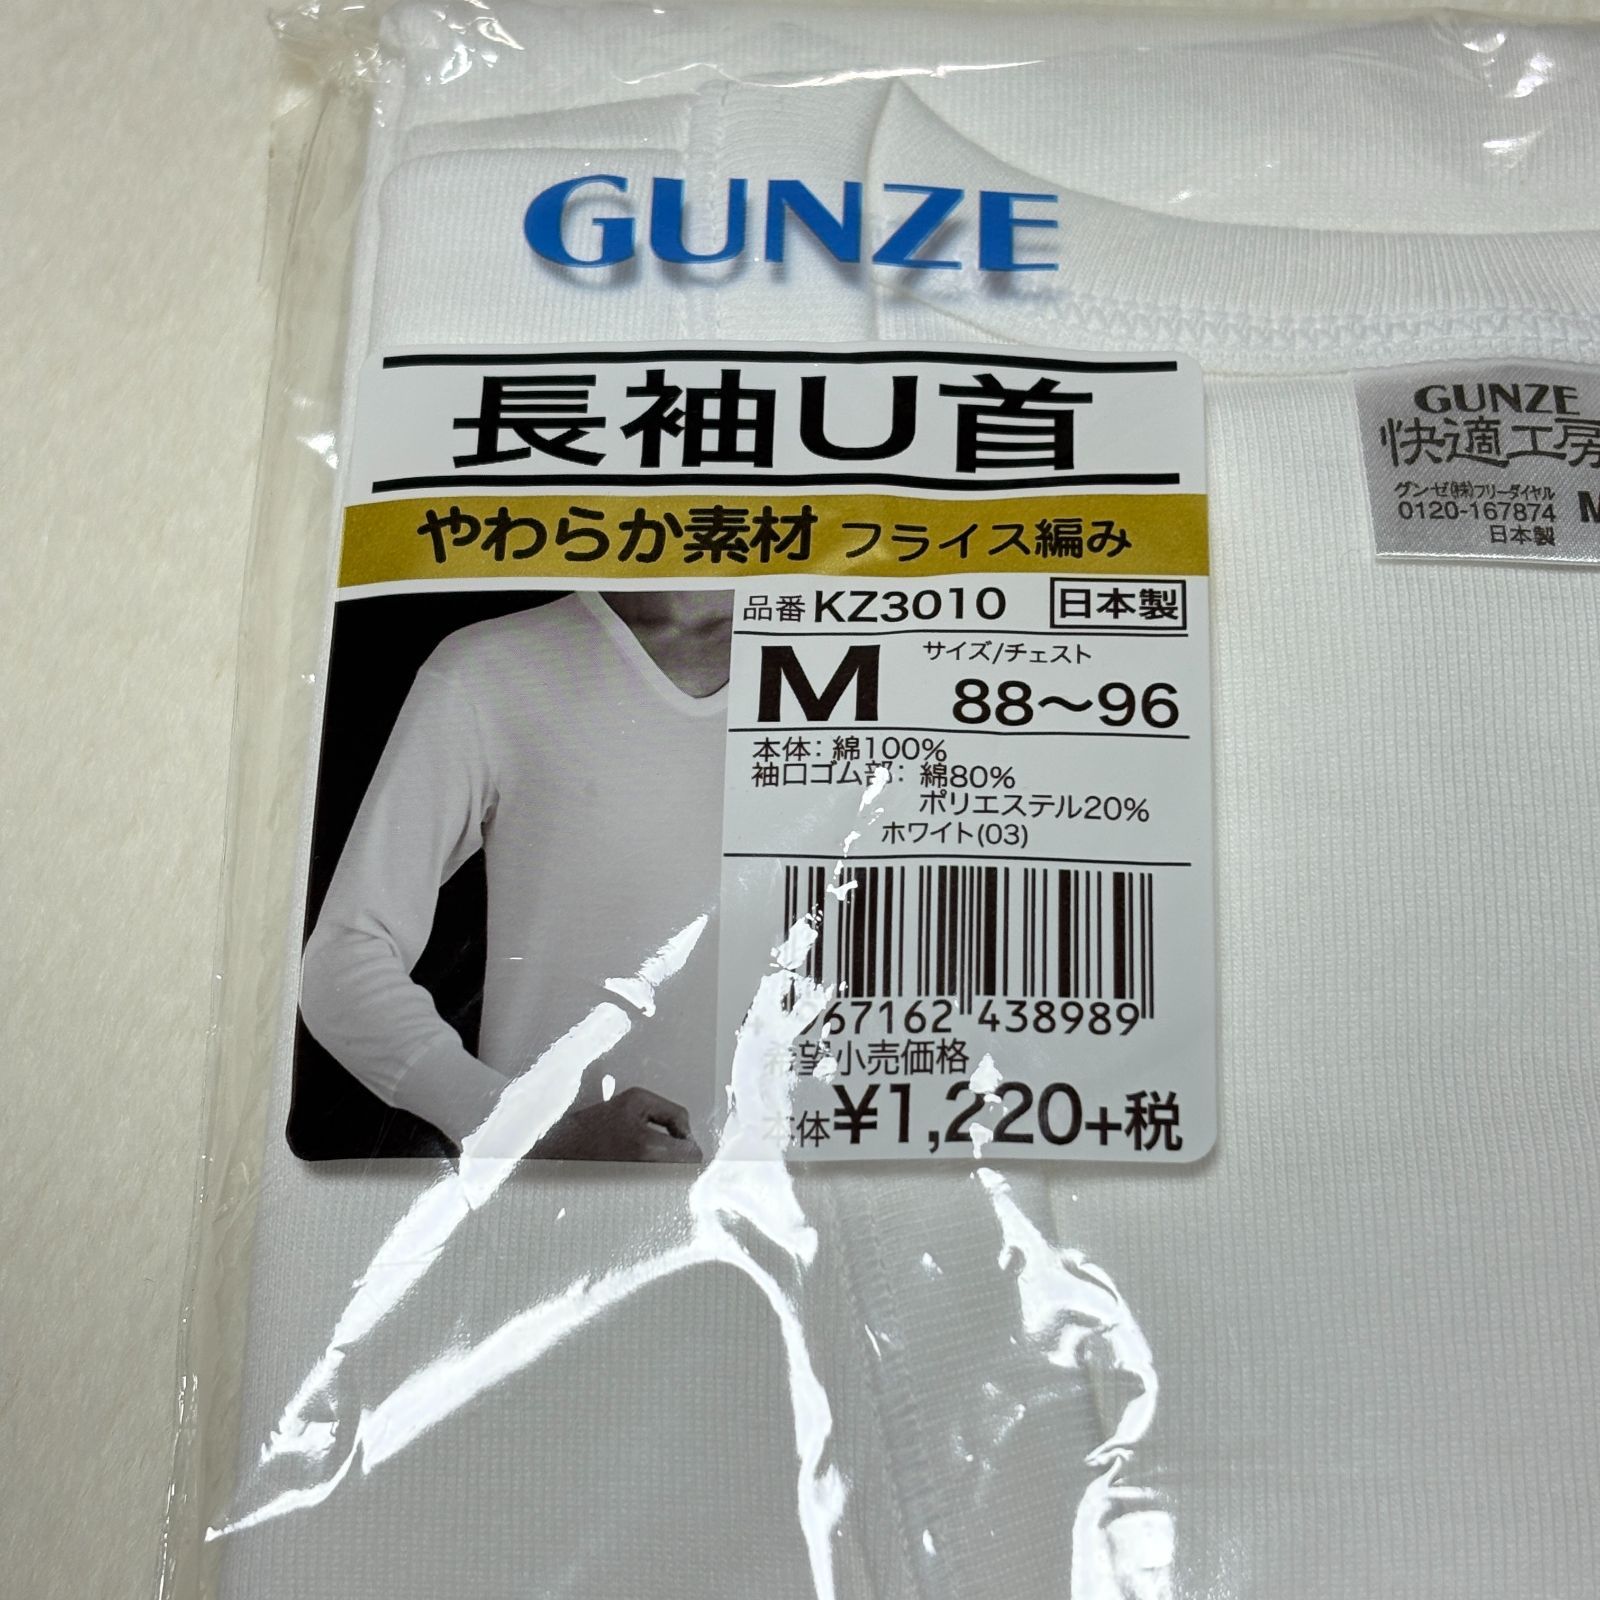 GUNZE
長袖U首
やわらか素材 フライス編み
品番 KZ3010 日本製
M サイズ/チェスト
88〜96
本体: 綿100%
袖口ゴム部: 綿80%
ポリエステル20%
ホワイト(03)
967162 438989
希望小売価格
本体¥1,220+税
GUNZE
快適工房
グンゼ(株)フリーダイヤル
0120-167874 M
日本製